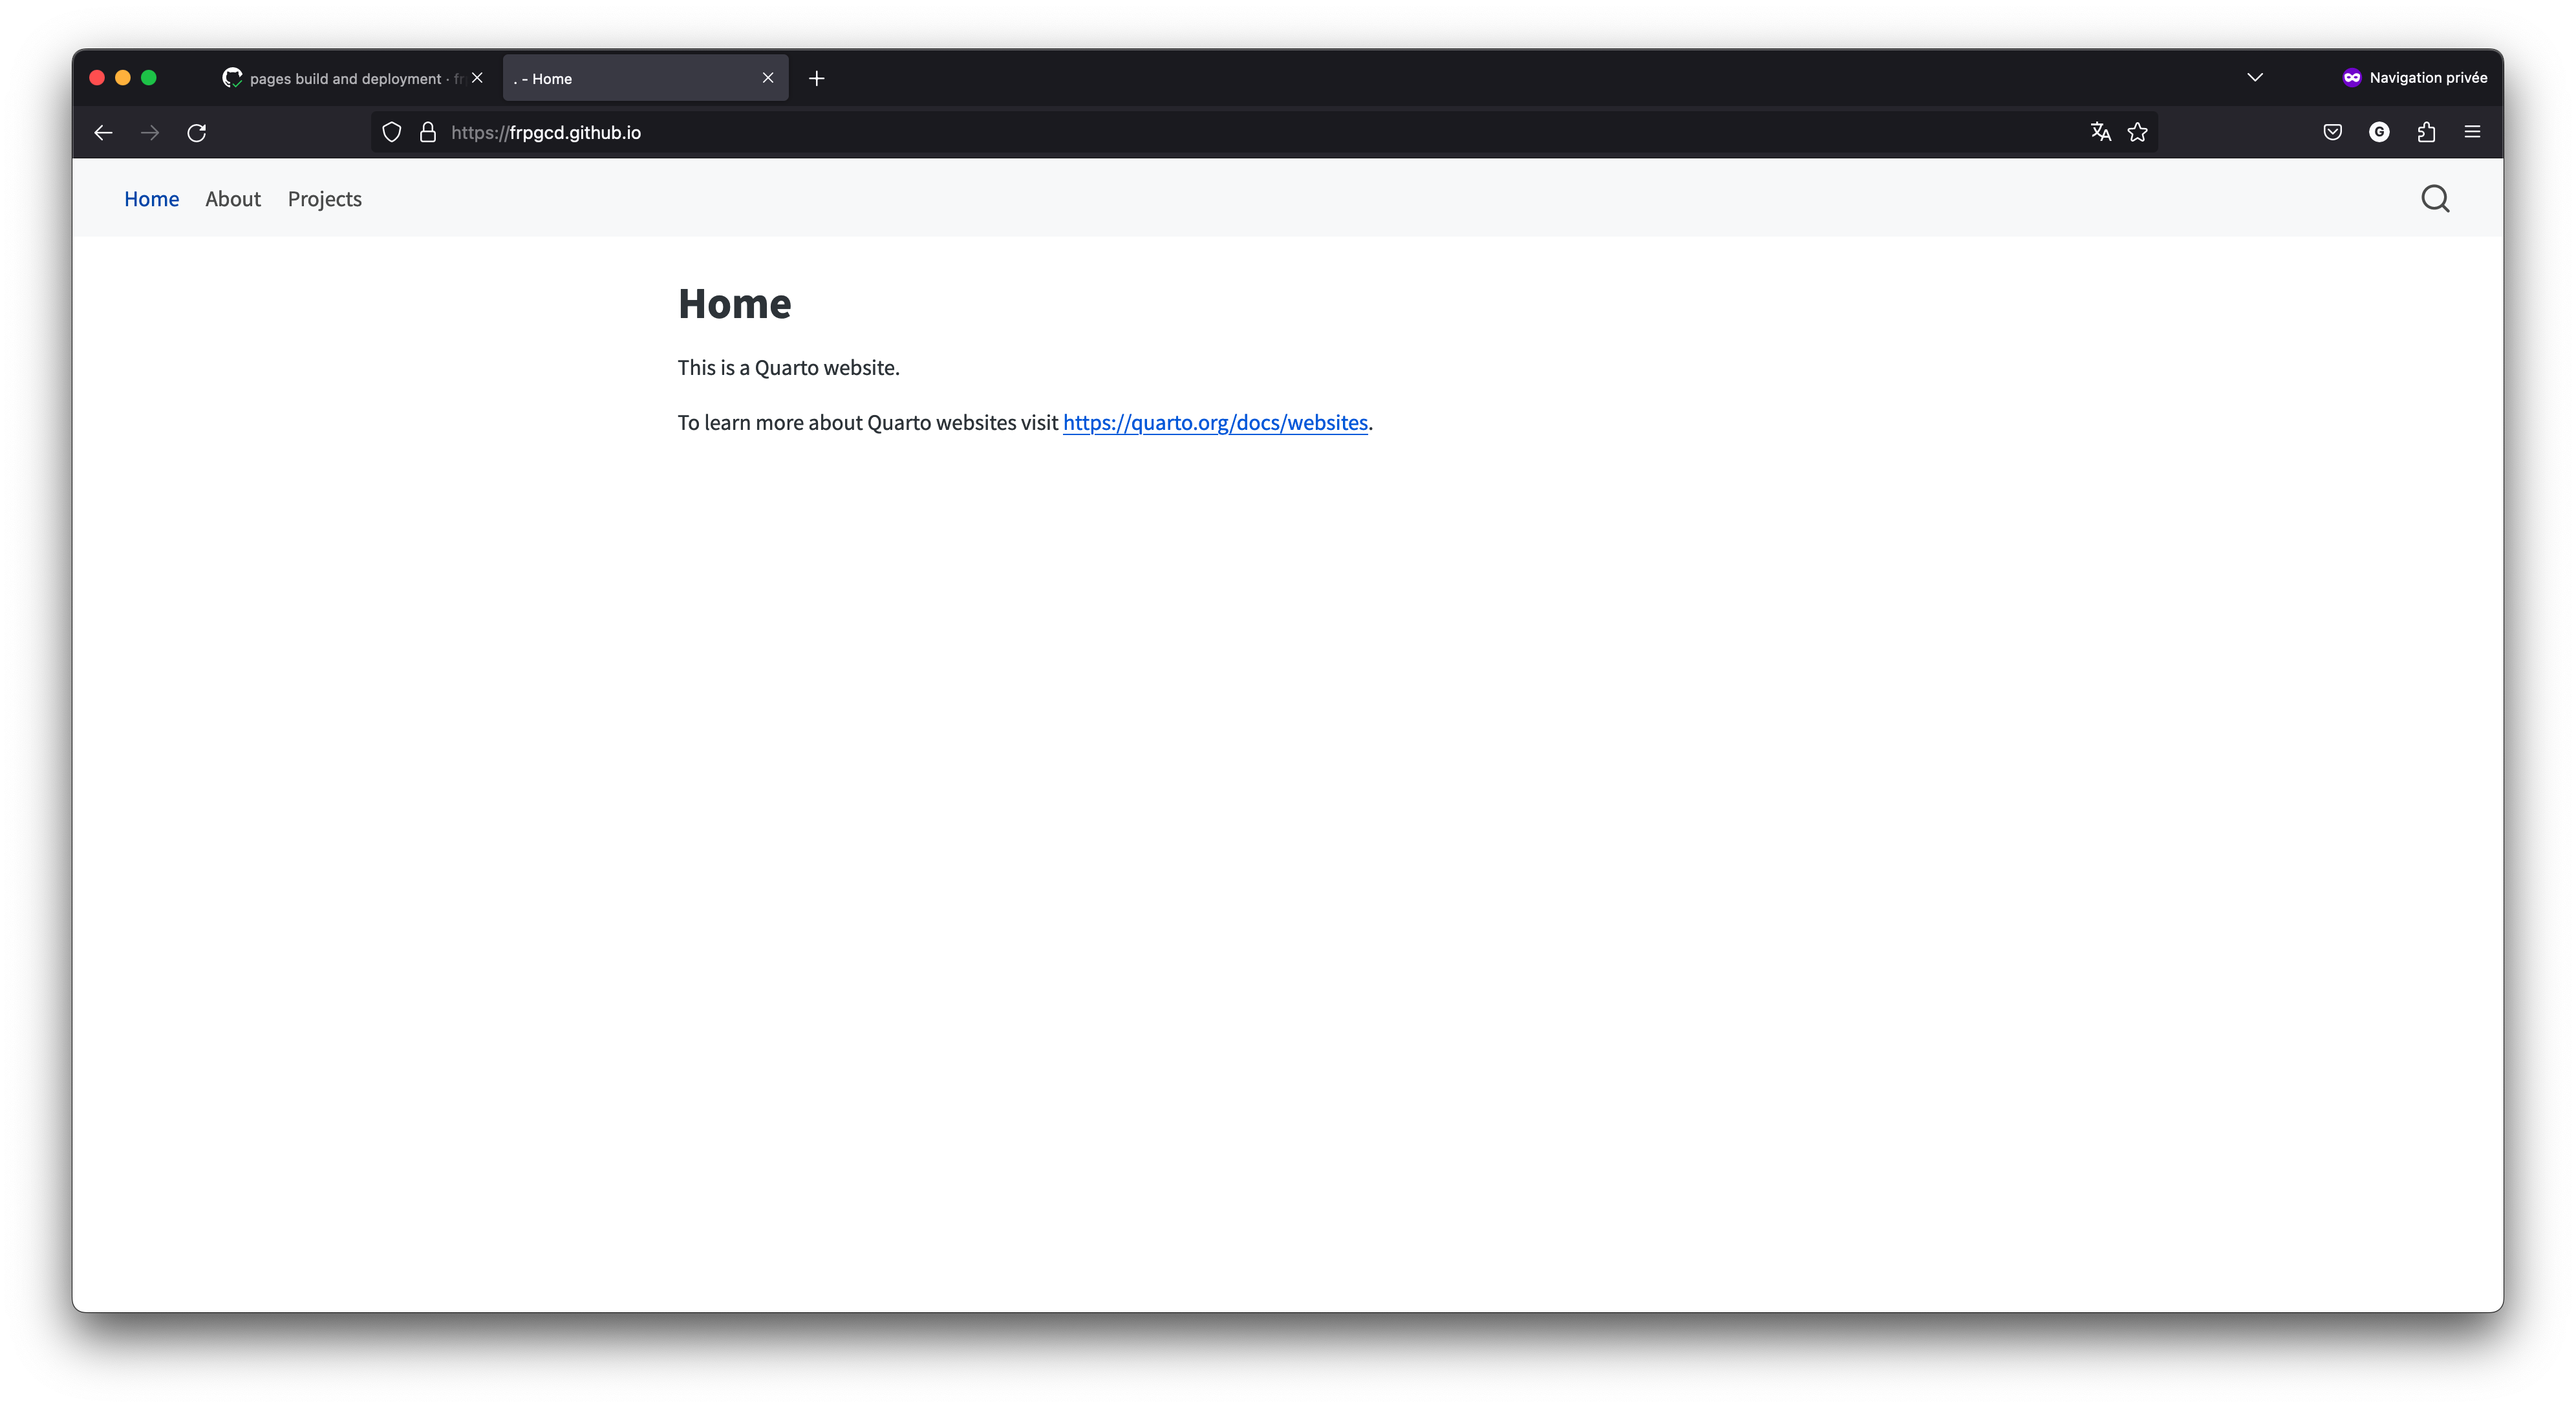 pages build and deployment · fr
. - Home
Navigation privée
https://frpgcd.github.io
G
Home About Projects
Home
This is a Quarto website.
To learn more about Quarto websites visit https://quarto.org/docs/websites.